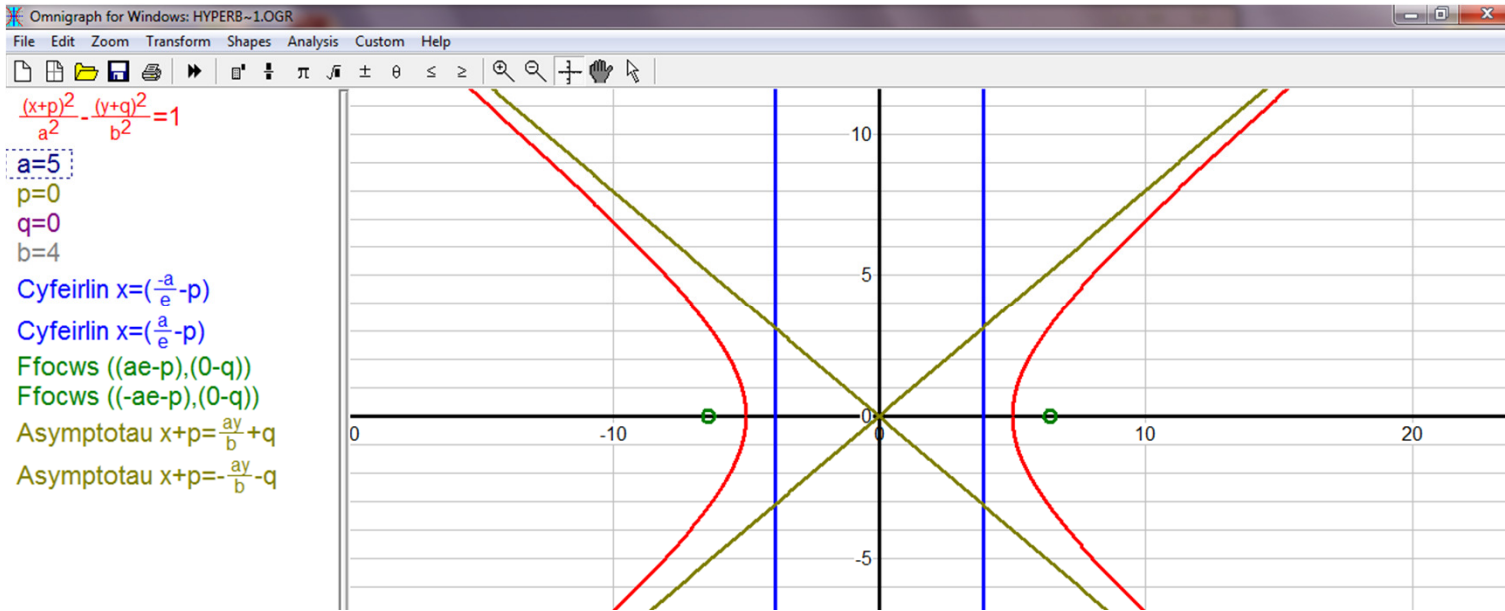 Omnigraph for Windows: HYPERB~1.OGR
File Edit Zoom Transform Shapes Analysis Custom Help
π √ ± θ ≤ ≥
(x+p)²/a² - (y+q)²/b² =1
a=5
p=0
q=0
b=4
Cyfeirlin x=(-a/e -p)
Cyfeirlin x=(a/e -p)
Ffocws ((ae-p),(0-q))
Ffocws ((-ae-p),(0-q))
Asymptotau x+p=ay/b +q
Asymptotau x+p=-ay/b -q
10
5
0
0 -10 0 10 20
-5